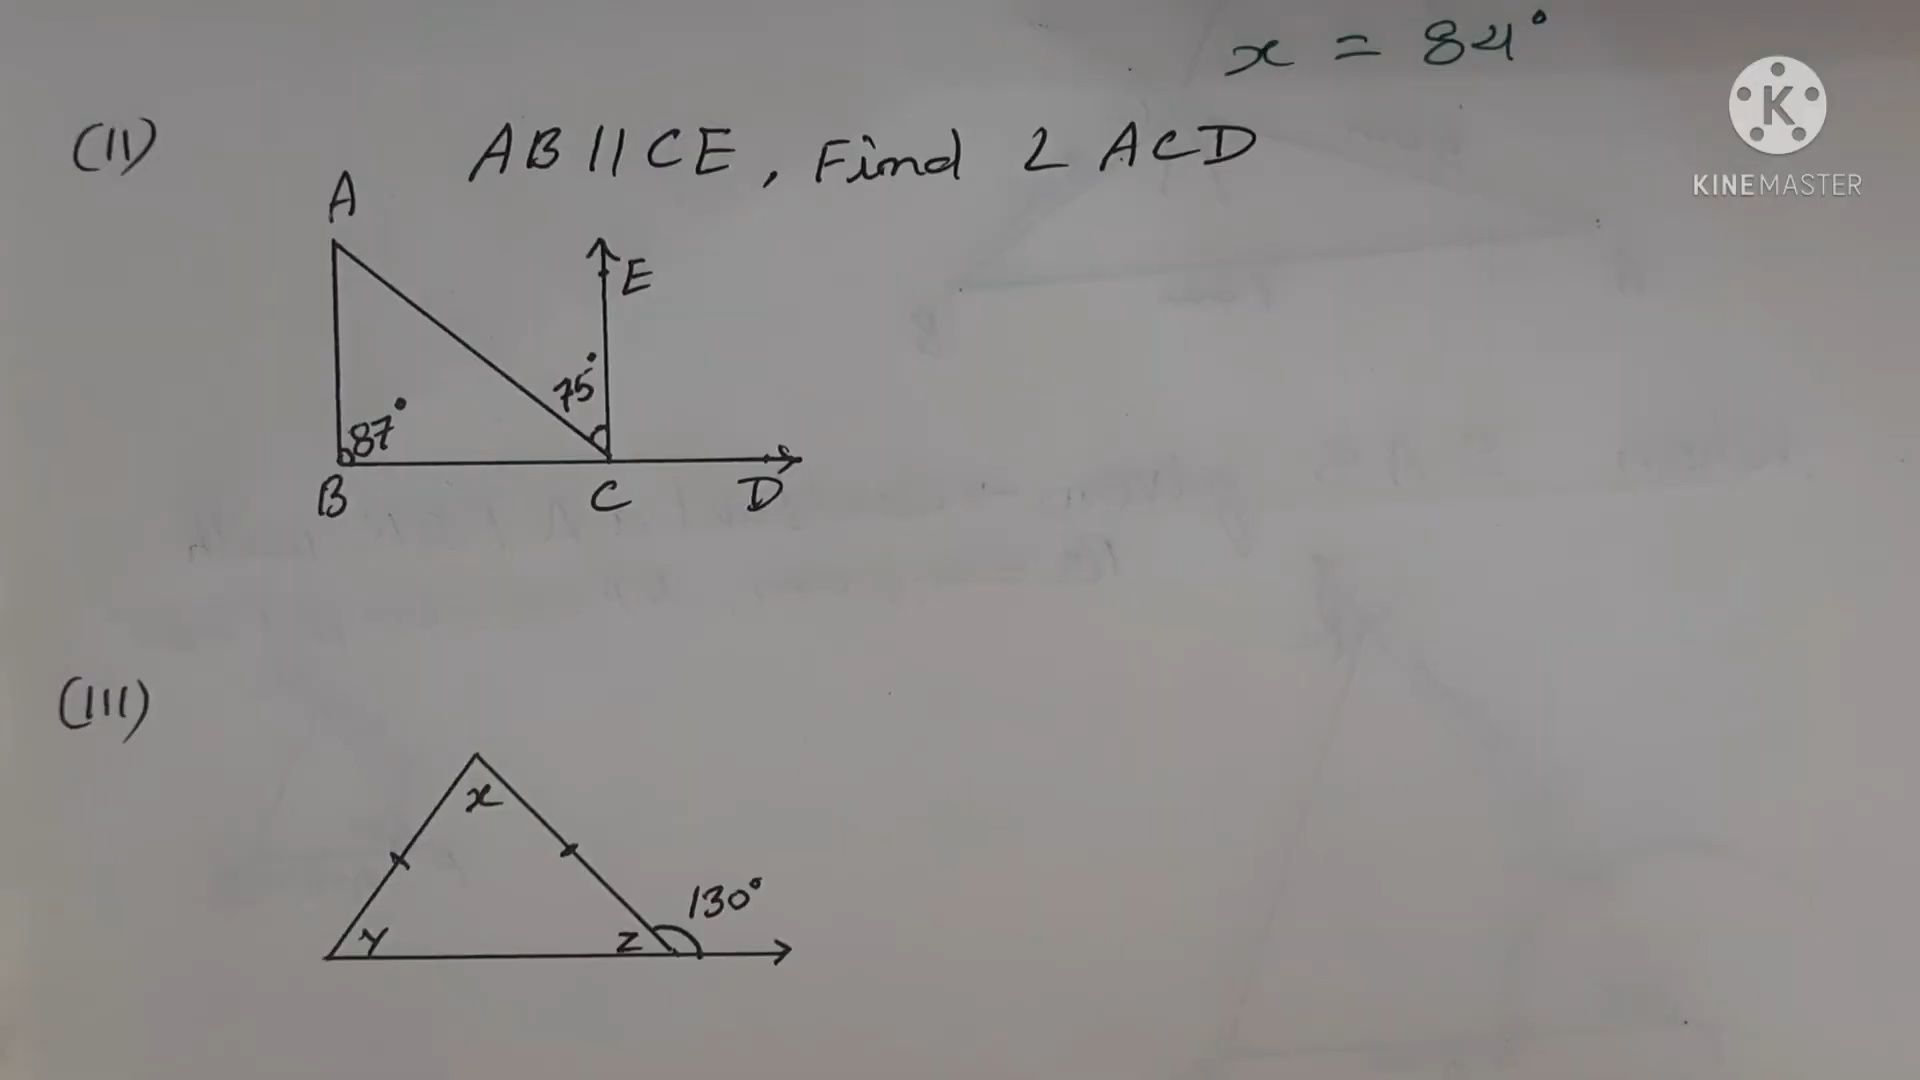 x = 84°
K
KINEMASTER
(II) AB || CE, Find ∠ ACD
A
E
75°
87°
B C D
(III)
x
130°
y z